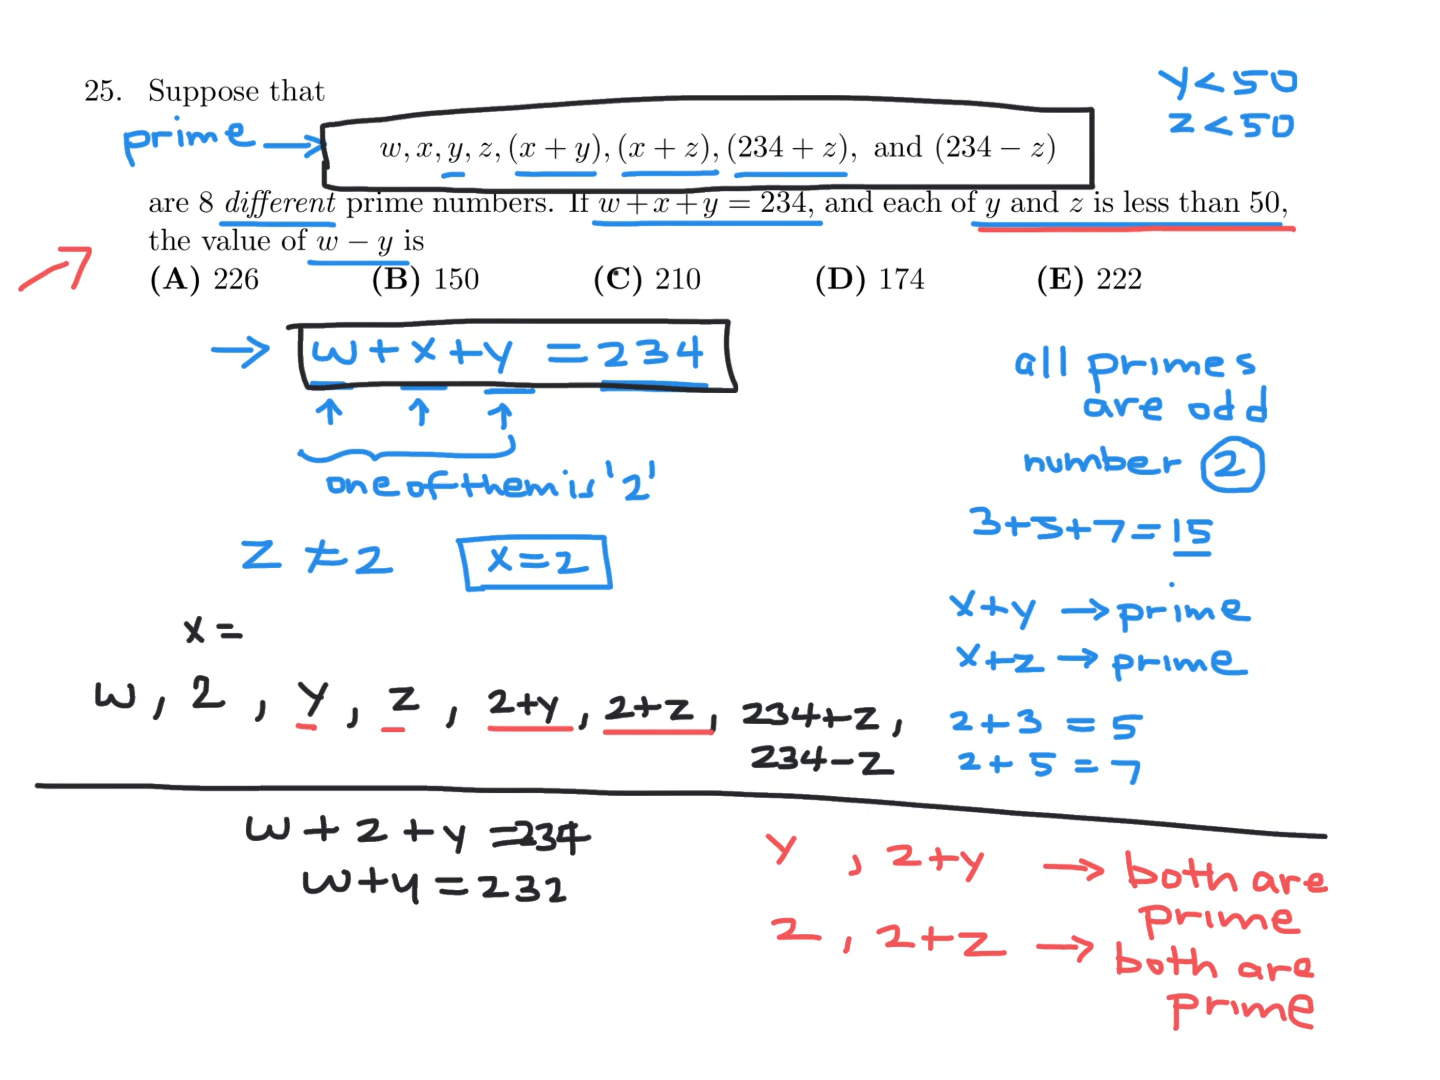 25. Suppose that
y<50
z<50
prime →
w, x, y, z, (x + y), (x + z), (234 + z), and (234 − z)
are 8 different prime numbers. If w + x + y = 234, and each of y and z is less than 50,
the value of w − y is
(A) 226 (B) 150 (C) 210 (D) 174 (E) 222
→ w+x+y = 234
one of them is '2'
z ≠ 2 x=2
all primes
are odd
number 2
3+5+7=15
x+y → prime
x+z → prime
2+3 = 5
2+5 = 7
x =
w, 2, y, z, 2+y, 2+z, 234+z,
234−z
w+2+y =234
w+y=232
y, 2+y → both are
prime
z, 2+z → both are
prime